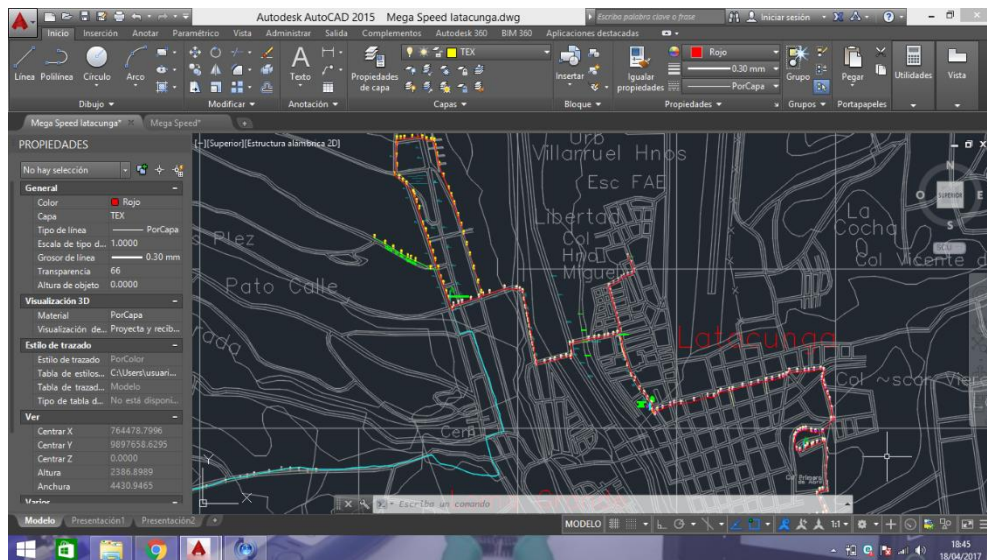 Autodesk AutoCAD 2015 Mega Speed latacunga.dwg
Escriba palabra clave o frase
Iniciar sesión
Inicio Inserción Anotar Paramétrico Vista Administrar Salida Complementos Autodesk 360 BIM 360 Aplicaciones destacadas
Línea Polilínea Círculo Arco
Texto
Propiedades de capa
TEX
Insertar
Igualar propiedades
Rojo
0.30 mm
PorCapa
Grupo
Pegar
Utilidades
Vista
Dibujo Modificar Anotación Capas Bloque Propiedades Grupos Portapapeles
Mega Speed latacunga* Mega Speed*
PROPIEDADES
[-][Superior][Estructura alámbrica 2D]
No hay selección
General
Color Rojo
Capa TEX
Tipo de línea PorCapa
Escala de tipo d... 1.0000
Grosor de línea 0.30 mm
Transparencia 66
Altura de objeto 0.0000
Visualización 3D
Material PorCapa
Visualización de... Proyecta y recib...
Estilo de trazado
Estilo de trazado PorColor
Tabla de estilos... C:\Users\usuari...
Tabla de trazad... Modelo
Tipo de tabla d... No está disponi...
Ver
Centrar X 764478.7996
Centrar Y 9897658.6295
Centrar Z 0.0000
Altura 2386.8989
Anchura 4430.9465
Varios
Urb
Villarruel Hnos
Esc FAE
Libertad
Col
Hno
Miguel
La
Cocha
Col Vicente
Plez
Pato Calle
Latacunga
Col
Cem
N
O SUPERIOR E
S
Y
Escriba un comando
Modelo Presentación1 Presentación2
MODELO
1:1
18:45
18/04/2017